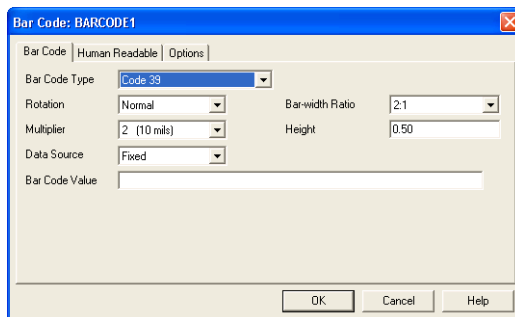 Bar Code: BARCODE1
Bar Code Human Readable Options
Bar Code Type Code 39
Rotation Normal Bar-width Ratio 2:1
Multiplier 2 (10 mils) Height 0.50
Data Source Fixed
Bar Code Value
OK Cancel Help